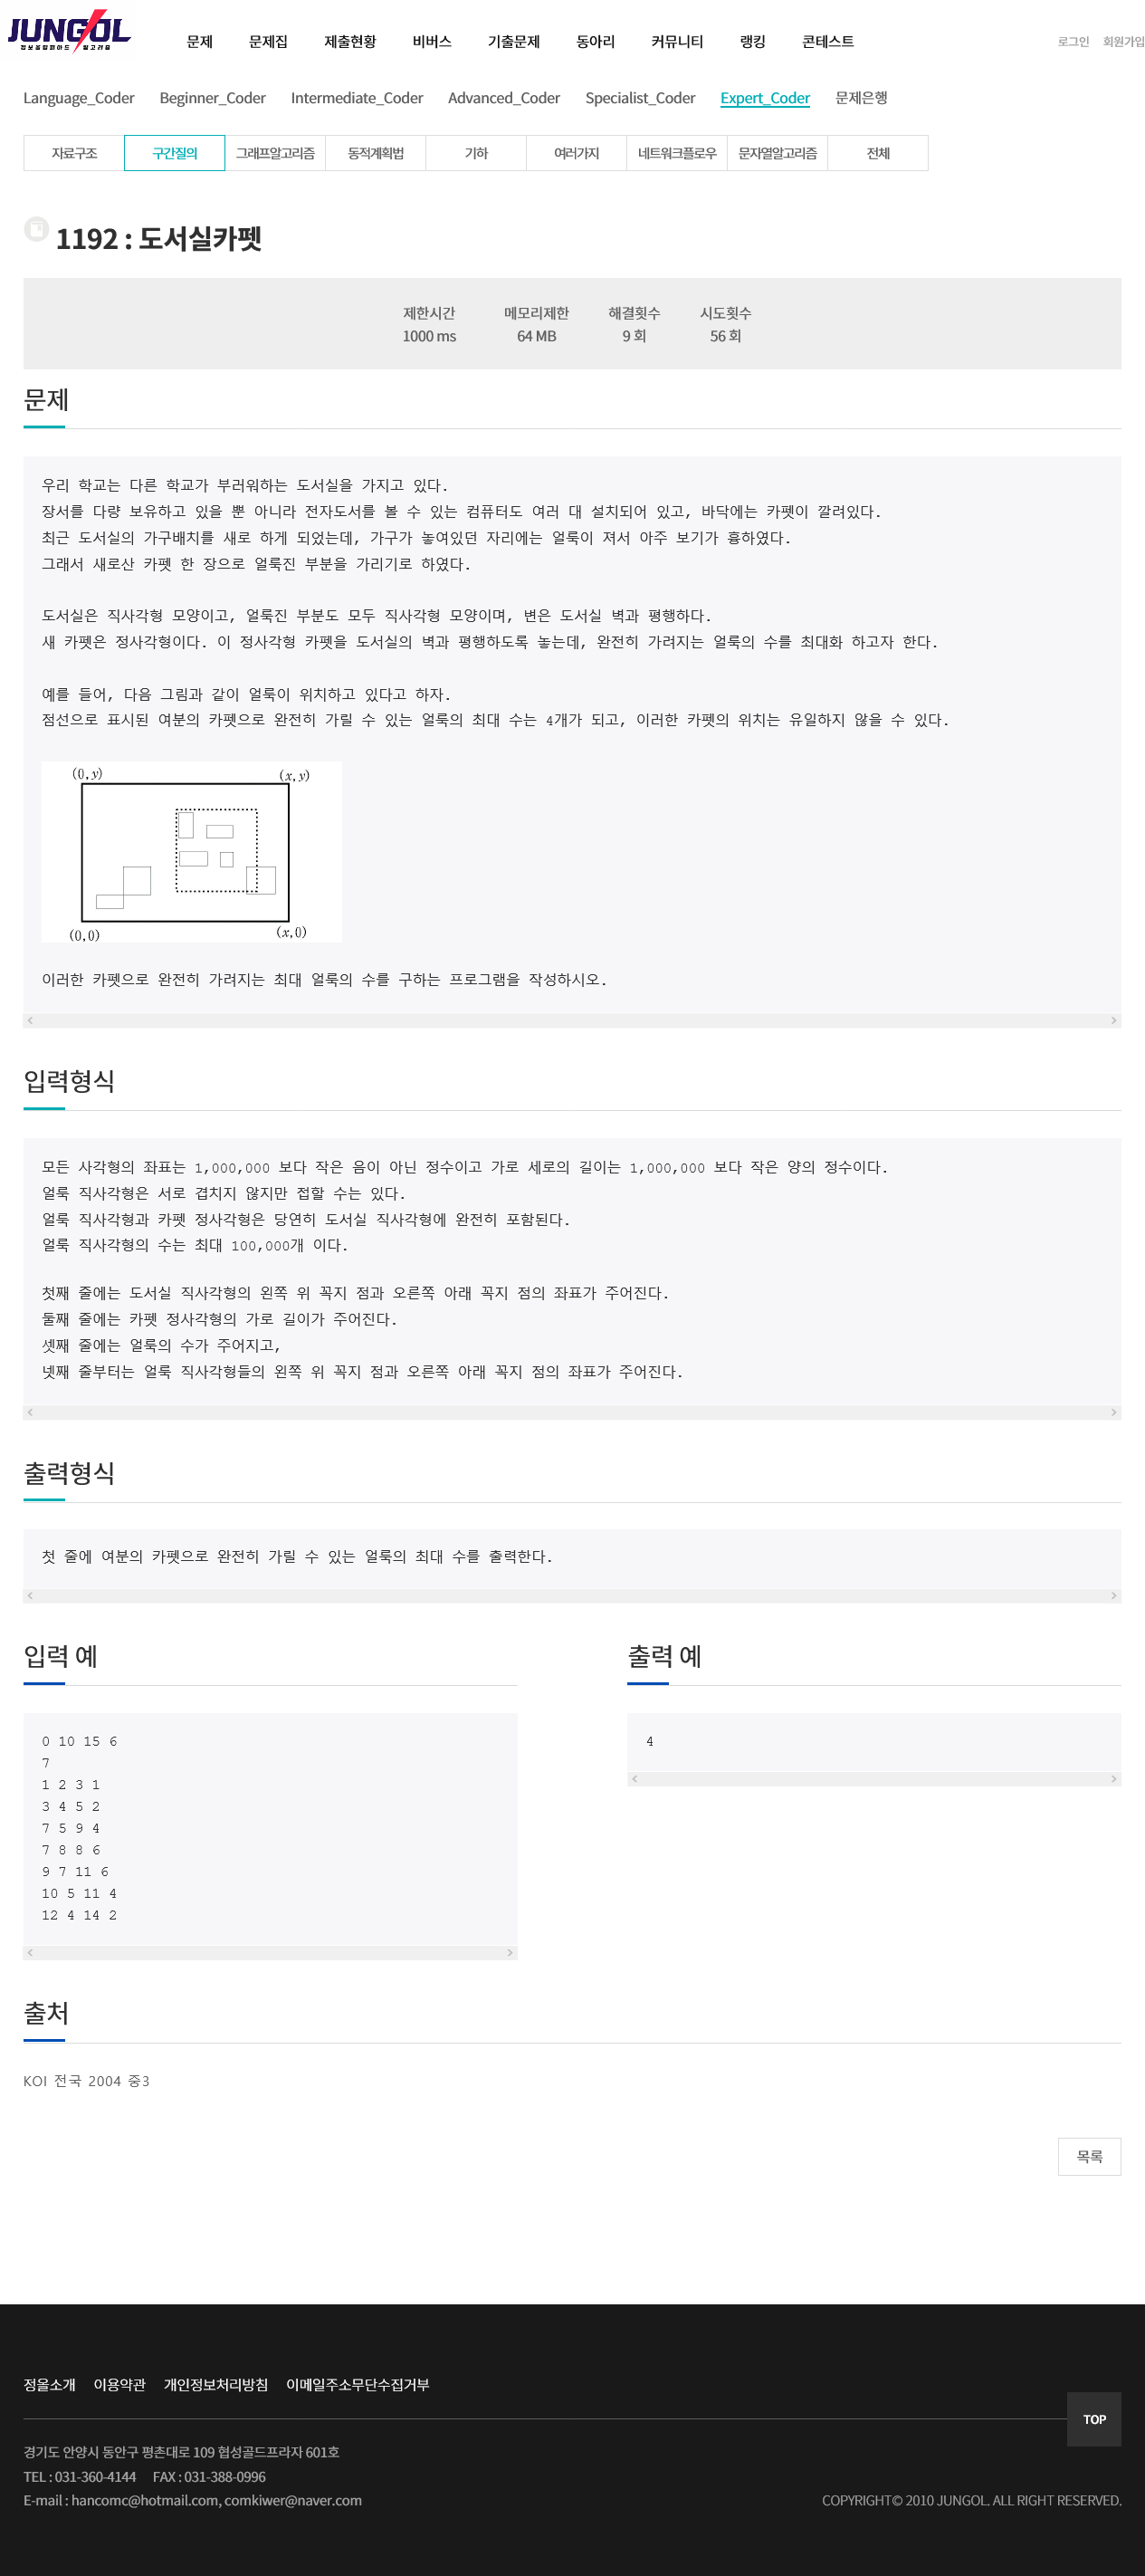 JUNGOL
정보올림피아드 알고리즘
문제 문제집 제출현황 비버스 기출문제 동아리 커뮤니티 랭킹 콘테스트 로그인 회원가입
Language_Coder Beginner_Coder Intermediate_Coder Advanced_Coder Specialist_Coder Expert_Coder 문제은행
자료구조 구간질의 그래프알고리즘 동적계획법 기하 여러가지 네트워크플로우 문자열알고리즘 전체
1192 : 도서실카펫
제한시간 메모리제한 해결횟수 시도횟수
1000 ms 64 MB 9 회 56 회
문제
우리 학교는 다른 학교가 부러워하는 도서실을 가지고 있다.
장서를 다량 보유하고 있을 뿐 아니라 전자도서를 볼 수 있는 컴퓨터도 여러 대 설치되어 있고, 바닥에는 카펫이 깔려있다.
최근 도서실의 가구배치를 새로 하게 되었는데, 가구가 놓여있던 자리에는 얼룩이 져서 아주 보기가 흉하였다.
그래서 새로산 카펫 한 장으로 얼룩진 부분을 가리기로 하였다.
도서실은 직사각형 모양이고, 얼룩진 부분도 모두 직사각형 모양이며, 변은 도서실 벽과 평행하다.
새 카펫은 정사각형이다. 이 정사각형 카펫을 도서실의 벽과 평행하도록 놓는데, 완전히 가려지는 얼룩의 수를 최대화 하고자 한다.
예를 들어, 다음 그림과 같이 얼룩이 위치하고 있다고 하자.
점선으로 표시된 여분의 카펫으로 완전히 가릴 수 있는 얼룩의 최대 수는 4개가 되고, 이러한 카펫의 위치는 유일하지 않을 수 있다.
(0,y) (x,y)
(0,0) (x,0)
이러한 카펫으로 완전히 가려지는 최대 얼룩의 수를 구하는 프로그램을 작성하시오.
입력형식
모든 사각형의 좌표는 1,000,000 보다 작은 음이 아닌 정수이고 가로 세로의 길이는 1,000,000 보다 작은 양의 정수이다.
얼룩 직사각형은 서로 겹치지 않지만 접할 수는 있다.
얼룩 직사각형과 카펫 정사각형은 당연히 도서실 직사각형에 완전히 포함된다.
얼룩 직사각형의 수는 최대 100,000개 이다.
첫째 줄에는 도서실 직사각형의 왼쪽 위 꼭지 점과 오른쪽 아래 꼭지 점의 좌표가 주어진다.
둘째 줄에는 카펫 정사각형의 가로 길이가 주어진다.
셋째 줄에는 얼룩의 수가 주어지고,
넷째 줄부터는 얼룩 직사각형들의 왼쪽 위 꼭지 점과 오른쪽 아래 꼭지 점의 좌표가 주어진다.
출력형식
첫 줄에 여분의 카펫으로 완전히 가릴 수 있는 얼룩의 최대 수를 출력한다.
입력 예 출력 예
0 10 15 6 4
7
1 2 3 1
3 4 5 2
7 5 9 4
7 8 8 6
9 7 11 6
10 5 11 4
12 4 14 2
출처
KOI 전국 2004 중3
목록
정올소개 이용약관 개인정보처리방침 이메일주소무단수집거부
TOP
경기도 안양시 동안구 평촌대로 109 협성골드프라자 601호
TEL : 031-360-4144 FAX : 031-388-0996
E-mail : hancomc@hotmail.com, comkiwer@naver.com COPYRIGHT© 2010 JUNGOL. ALL RIGHT RESERVED.